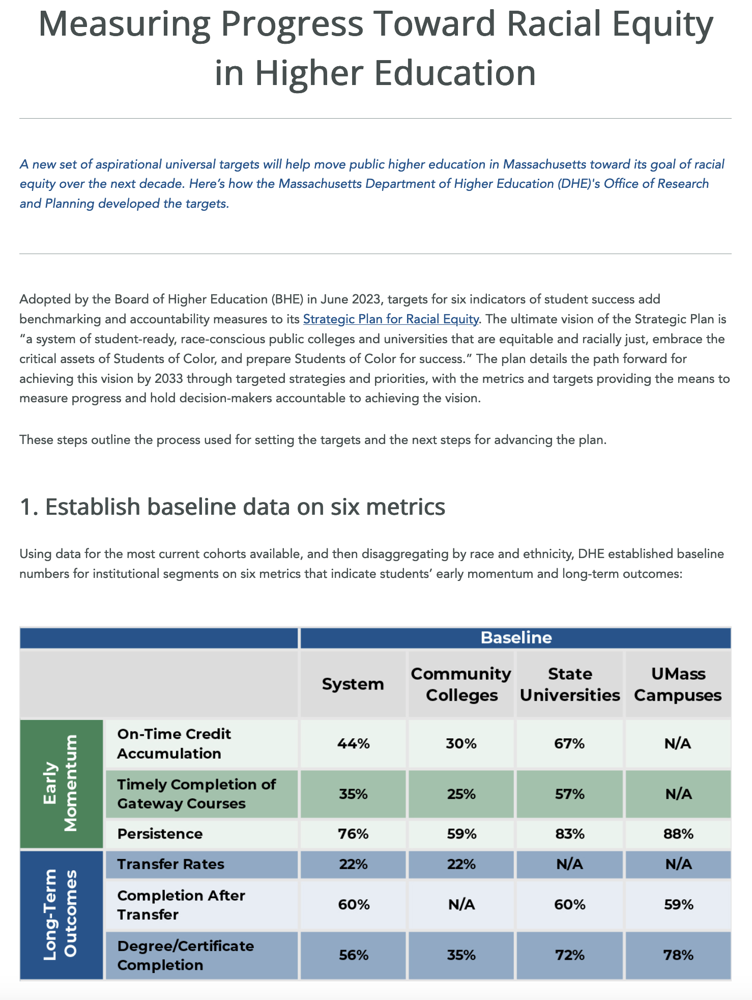 Measuring Progress Toward Racial Equity
in Higher Education
A new set of aspirational universal targets will help move public higher education in Massachusetts toward its goal of racial
equity over the next decade. Here’s how the Massachusetts Department of Higher Education (DHE)'s Office of Research
and Planning developed the targets.
Adopted by the Board of Higher Education (BHE) in June 2023, targets for six indicators of student success add
benchmarking and accountability measures to its Strategic Plan for Racial Equity. The ultimate vision of the Strategic Plan is
“a system of student-ready, race-conscious public colleges and universities that are equitable and racially just, embrace the
critical assets of Students of Color, and prepare Students of Color for success.” The plan details the path forward for
achieving this vision by 2033 through targeted strategies and priorities, with the metrics and targets providing the means to
measure progress and hold decision-makers accountable to achieving the vision.
These steps outline the process used for setting the targets and the next steps for advancing the plan.
1. Establish baseline data on six metrics
Using data for the most current cohorts available, and then disaggregating by race and ethnicity, DHE established baseline
numbers for institutional segments on six metrics that indicate students’ early momentum and long-term outcomes:
Baseline
System
Community
Colleges
State
Universities
UMass
Campuses
Early
Momentum
On-Time Credit
Accumulation
44% 30% 67% N/A
Timely Completion of
Gateway Courses
35% 25% 57% N/A
Persistence 76% 59% 83% 88%
Long-Term
Outcomes
Transfer Rates 22% 22% N/A N/A
Completion After
Transfer
60% N/A 60% 59%
Degree/Certificate
Completion
56% 35% 72% 78%